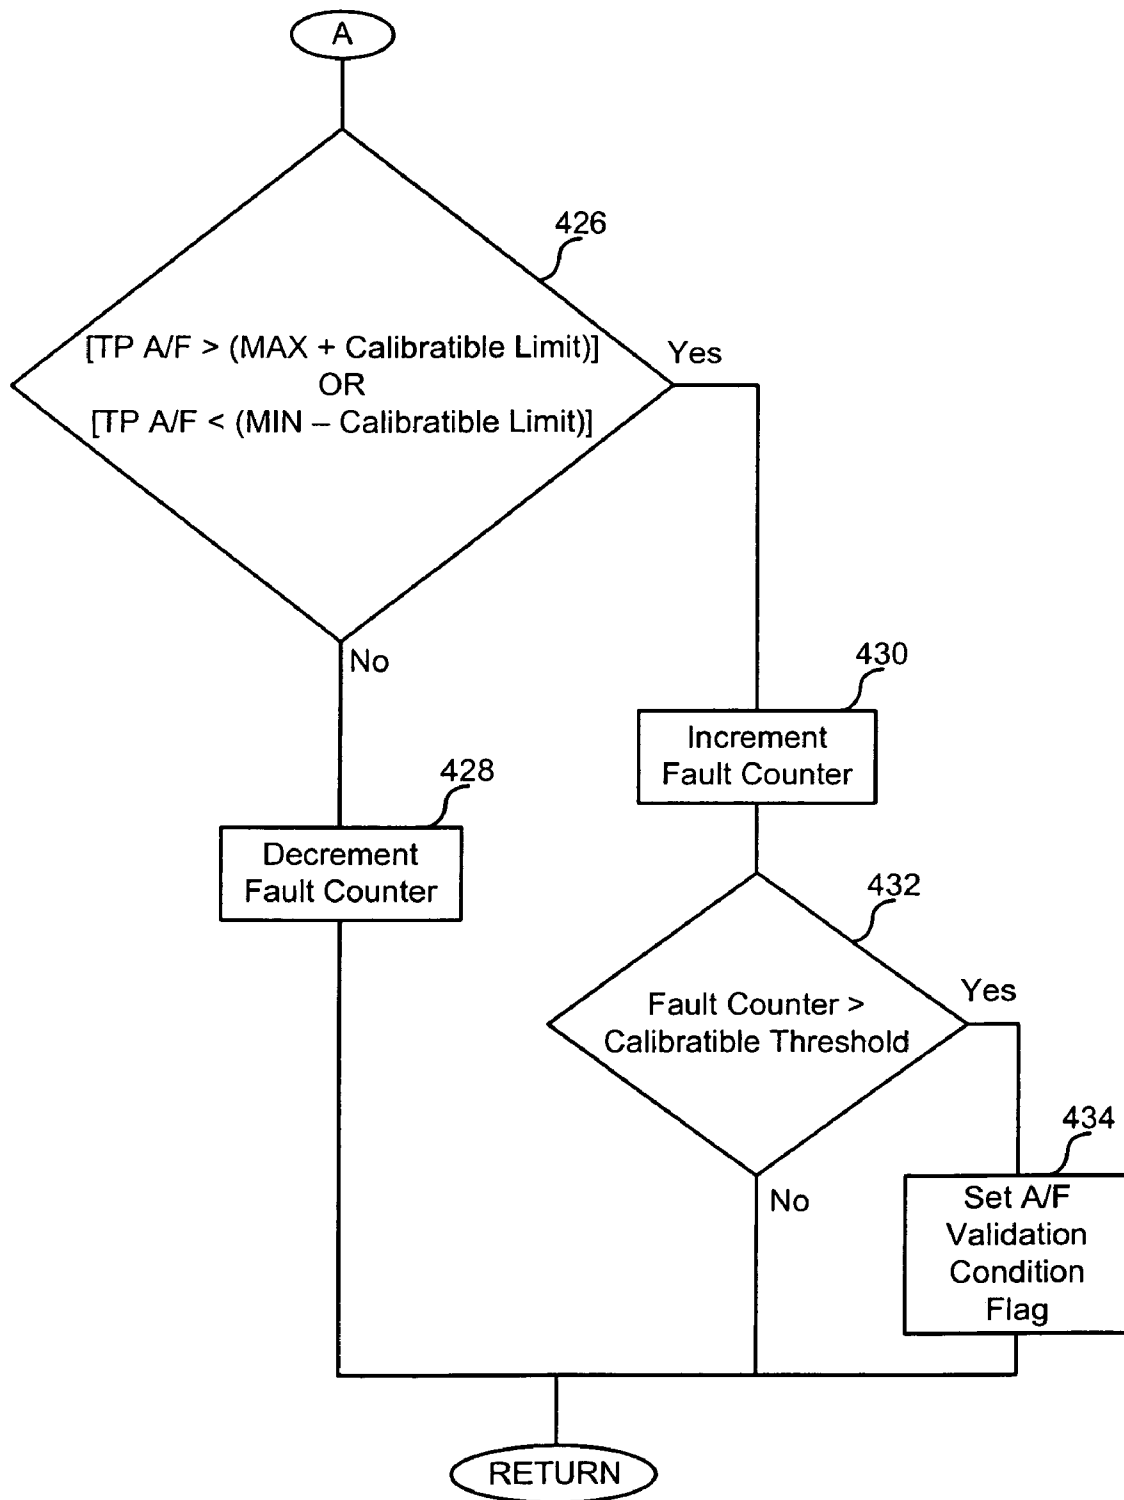 A
426
[TP A/F > (MAX + Calibratible Limit)]
OR
[TP A/F < (MIN – Calibratible Limit)]
Yes
No
430
Increment
Fault Counter
428
Decrement
Fault Counter
432
Fault Counter >
Calibratible Threshold
Yes
No
434
Set A/F
Validation
Condition
Flag
RETURN